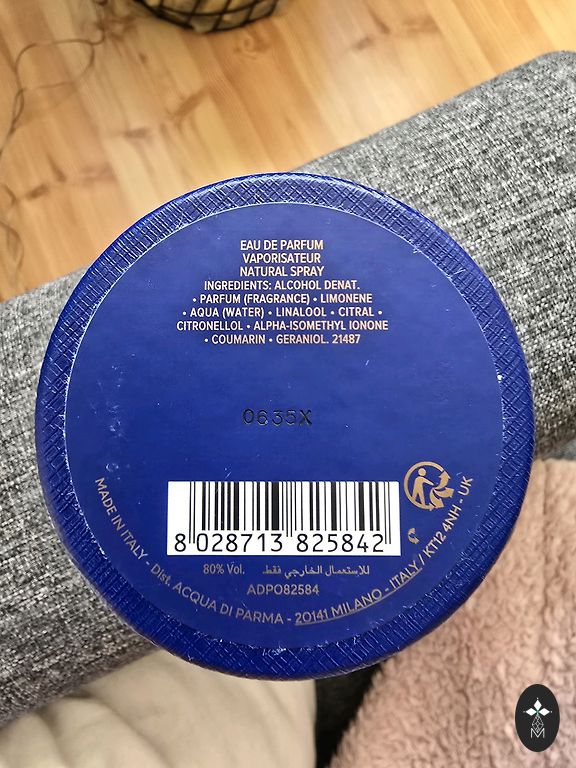 EAU DE PARFUM
VAPORISATEUR
NATURAL SPRAY
INGREDIENTS: ALCOHOL DENAT.
• PARFUM (FRAGRANCE) • LIMONENE
• AQUA (WATER) • LINALOOL • CITRAL •
CITRONELLOL • ALPHA-ISOMETHYL IONONE
• COUMARIN • GERANIOL. 21487
0635X
8 028713 825842
80% Vol. للاستعمال الخارجي فقط.
ADPO82584
MADE IN ITALY - Dist. ACQUA DI PARMA - 20141 MILANO - ITALY / KT12 4NH - UK
M